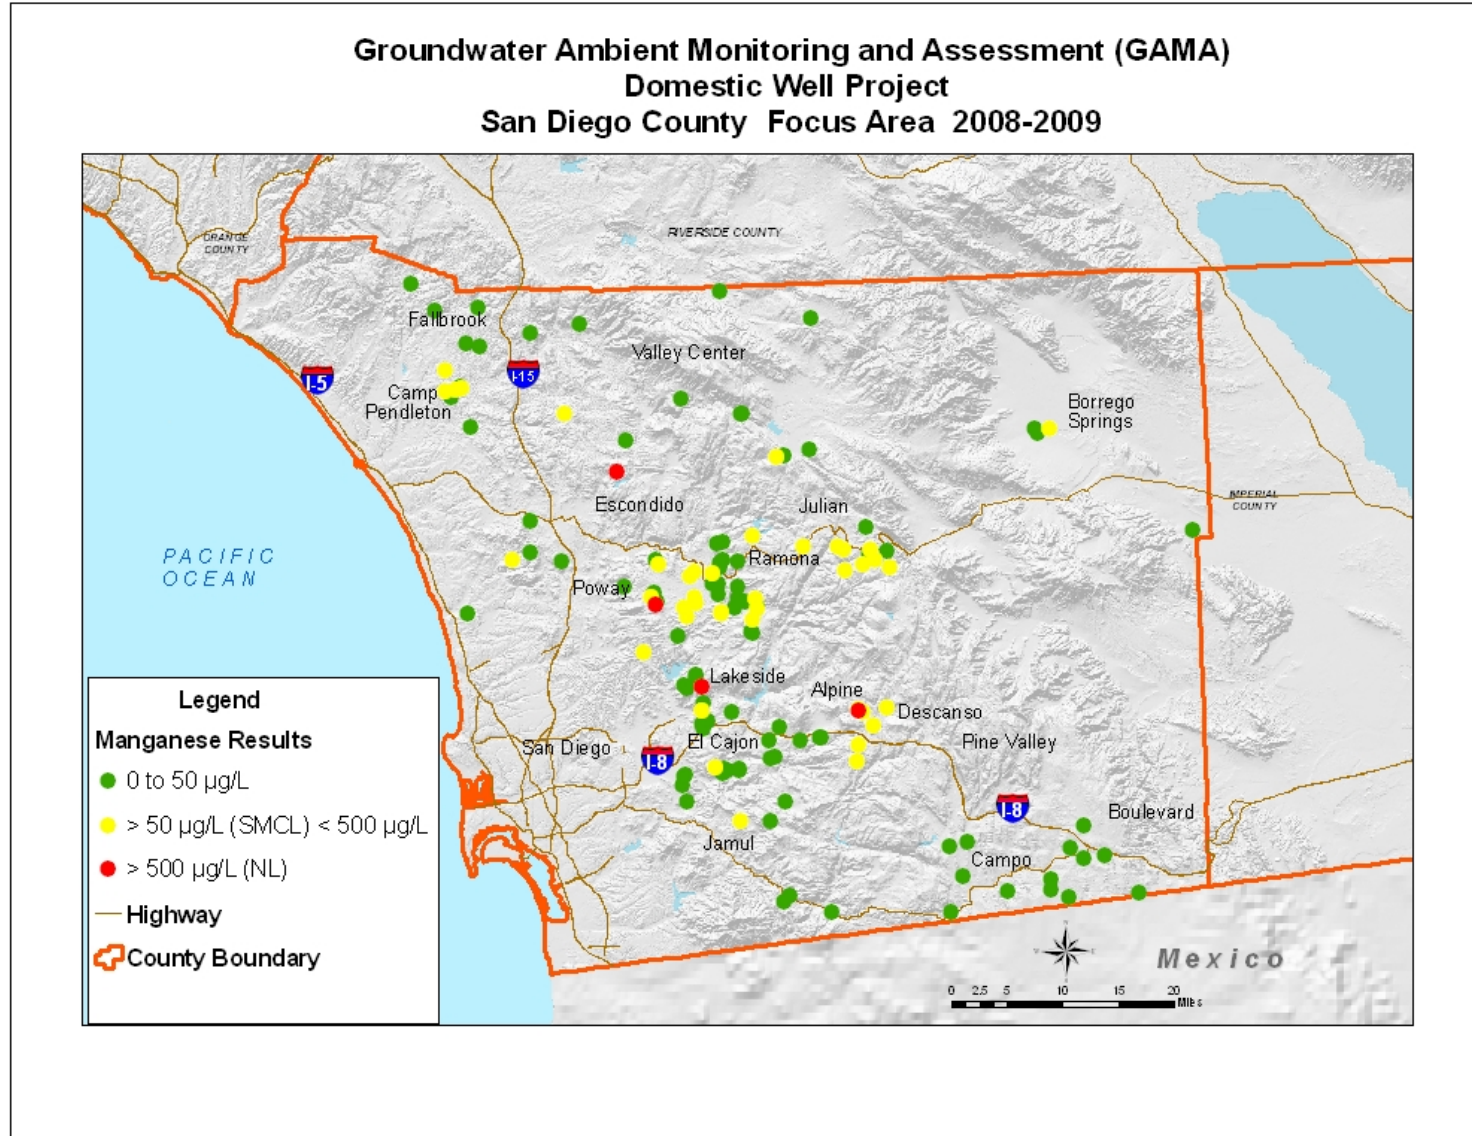 Groundwater Ambient Monitoring and Assessment (GAMA)
Domestic Well Project
San Diego County Focus Area 2008-2009
ORANGE
COUNTY
RIVERSIDE COUNTY
Fallbrook
Valley Center
I-5
I-15
Camp
Pendleton
Borrego
Springs
Escondido
Julian
IMPERIAL
COUNTY
PACIFIC
OCEAN
Ramona
Poway
Lakeside
Alpine
Descanso
San Diego
El Cajon
Pine Valley
I-8
I-8
Boulevard
Jamul
Campo
Mexico
0 2.5 5 10 15 20
Miles
Legend
Manganese Results
0 to 50 µg/L
> 50 µg/L (SMCL) < 500 µg/L
> 500 µg/L (NL)
Highway
County Boundary